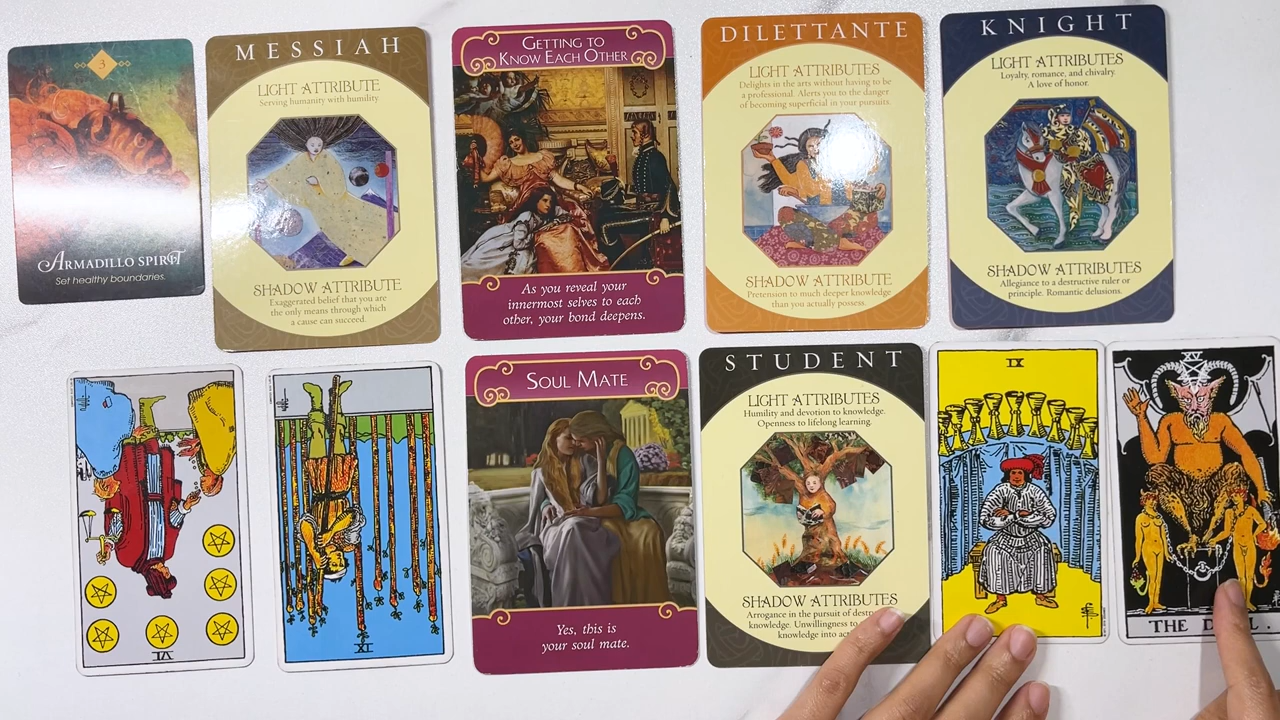 3
ARMADILLO SPIRIT
Set healthy boundaries.
MESSIAH
LIGHT ATTRIBUTE
Serving humanity with humility.
SHADOW ATTRIBUTE
Exaggerated belief that you are
the only means through which
a cause can succeed.
GETTING TO
KNOW EACH OTHER
As you reveal your
innermost selves to each
other, your bond deepens.
DILETTANTE
LIGHT ATTRIBUTES
Delights in the arts without having to be
a professional. Alerts you to the danger
of becoming superficial in your pursuits.
SHADOW ATTRIBUTE
Pretension to much deeper knowledge
than you actually possess.
KNIGHT
LIGHT ATTRIBUTES
Loyalty, romance, and chivalry.
A love of honor.
SHADOW ATTRIBUTES
Allegiance to a destructive ruler or
principle. Romantic delusions.
VI
IX
SOUL MATE
Yes, this is
your soul mate.
STUDENT
LIGHT ATTRIBUTES
Humility and devotion to knowledge.
Openness to lifelong learning.
SHADOW ATTRIBUTES
Arrogance in the pursuit of
knowledge. Unwillingness to
knowledge into
IX
XV
THE